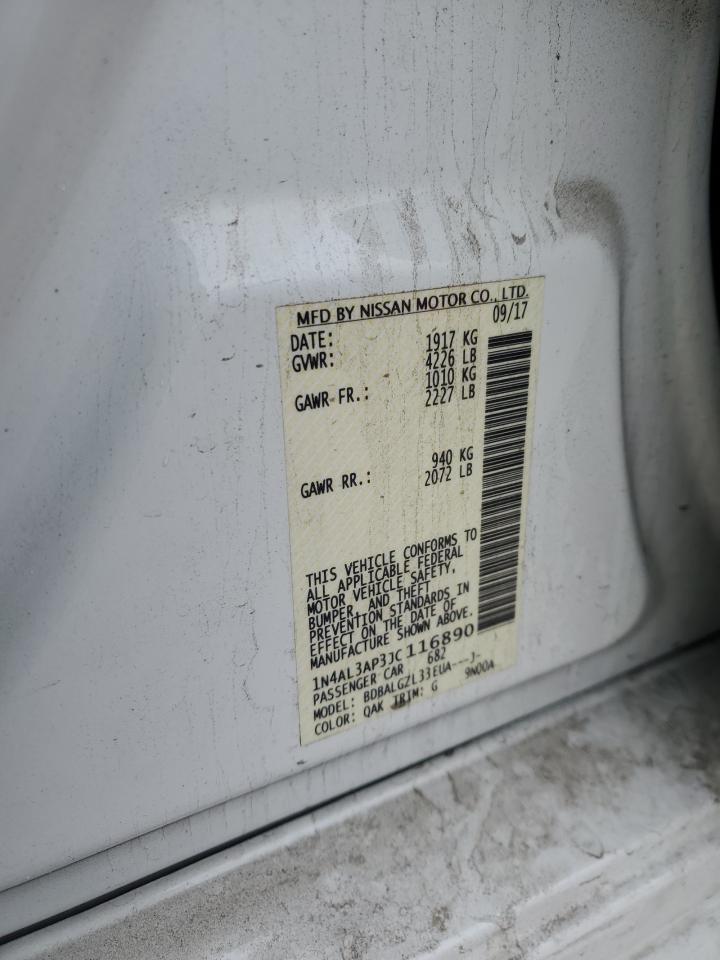 MFD BY NISSAN MOTOR CO., LTD.
DATE: 09/17
GVWR: 1917 KG
4226 LB
GAWR FR.: 1010 KG
2227 LB
GAWR RR.: 940 KG
2072 LB
THIS VEHICLE CONFORMS TO
ALL APPLICABLE FEDERAL
MOTOR VEHICLE SAFETY,
BUMPER, AND THEFT
PREVENTION STANDARDS IN
EFFECT ON THE DATE OF
MANUFACTURE SHOWN ABOVE.
1N4AL3AP3JC116890
PASSENGER CAR 682
MODEL: BDBALGZL33EUA---J-
COLOR: QAK TRIM: G 9N00A